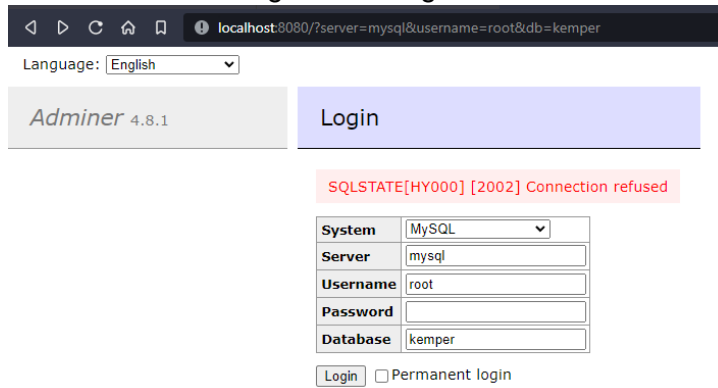 localhost:8080/?server=mysql&username=root&db=kemper
Language: English
Adminer 4.8.1
Login
SQLSTATE[HY000] [2002] Connection refused
System MySQL
Server mysql
Username root
Password
Database kemper
Login Permanent login